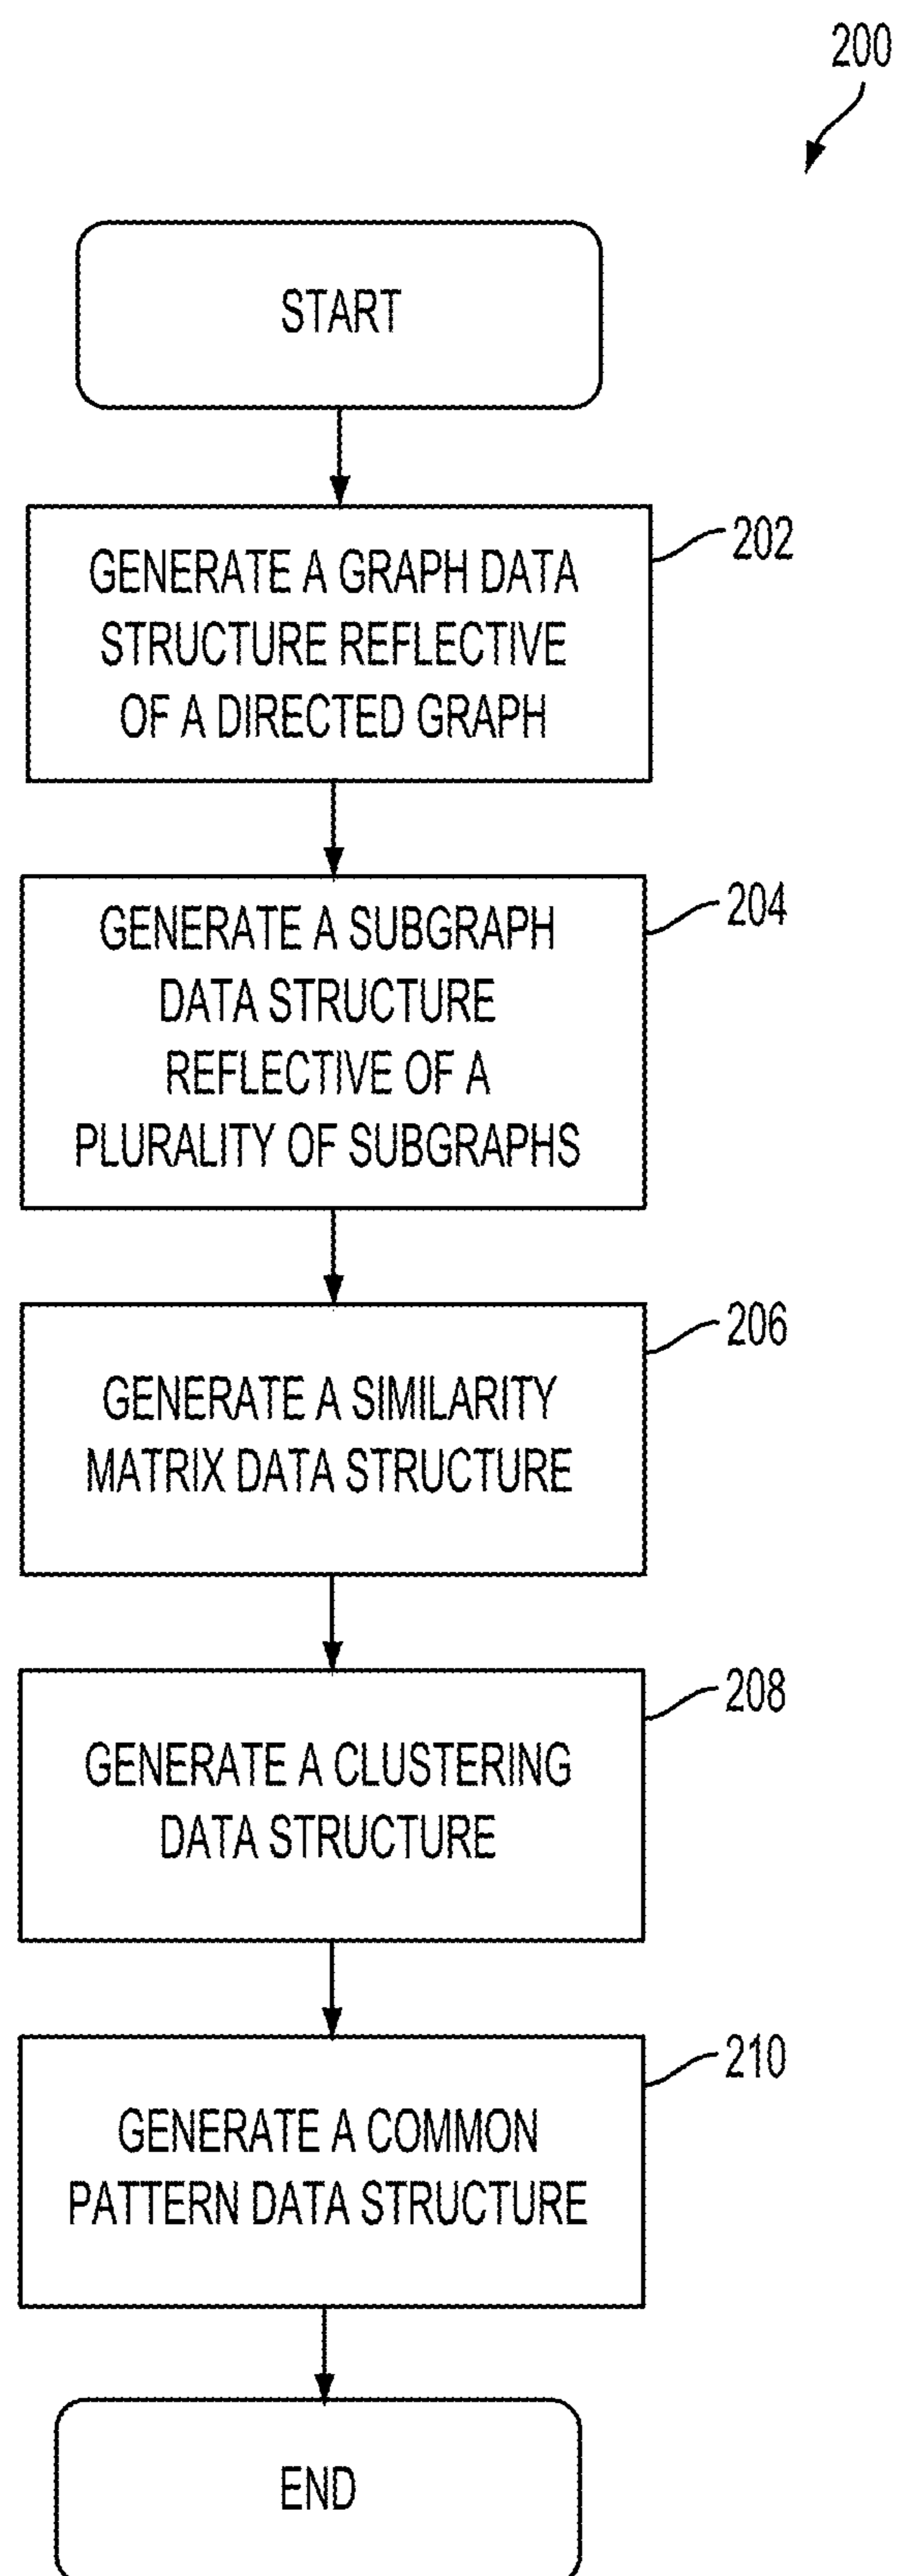 200
START
GENERATE A GRAPH DATA
STRUCTURE REFLECTIVE
OF A DIRECTED GRAPH
202
GENERATE A SUBGRAPH
DATA STRUCTURE
REFLECTIVE OF A
PLURALITY OF SUBGRAPHS
204
GENERATE A SIMILARITY
MATRIX DATA STRUCTURE
206
GENERATE A CLUSTERING
DATA STRUCTURE
208
GENERATE A COMMON
PATTERN DATA STRUCTURE
210
END